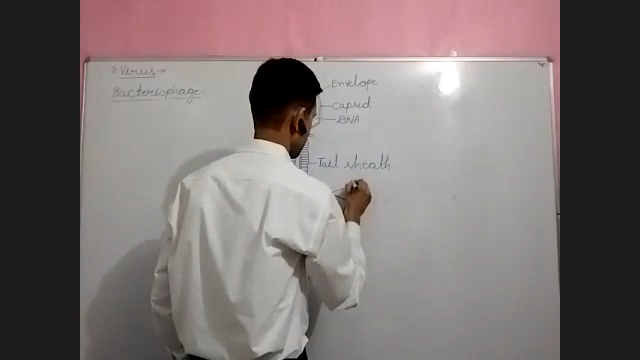 * Virus →
Bacteriophage -
Envelope
Capsid
DNA
Tail sheath